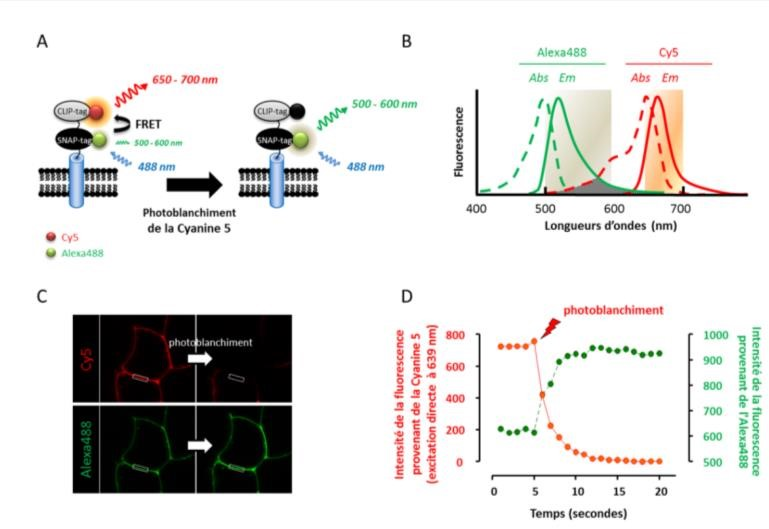 A
650 - 700 nm
CLIP-tag
FRET
SNAP-tag
500 - 600 nm
488 nm
CLIP-tag
500 - 600 nm
SNAP-tag
488 nm
Photoblanchiment
de la Cyanine 5
Cy5
Alexa488
B
Alexa488
Cy5
Abs Em
Abs Em
Fluorescence
400 500 600 700
Longueurs d'ondes (nm)
C
Cy5
photoblanchiment
Alexa488
D
photoblanchiment
Intensité de la fluorescence
provenant de la Cyanine 5
(excitation directe à 639 nm)
800
600
400
200
0
1000
900
800
700
600
500
Intensité de la fluorescence
provenant de l'Alexa488
0 5 10 15 20
Temps (secondes)